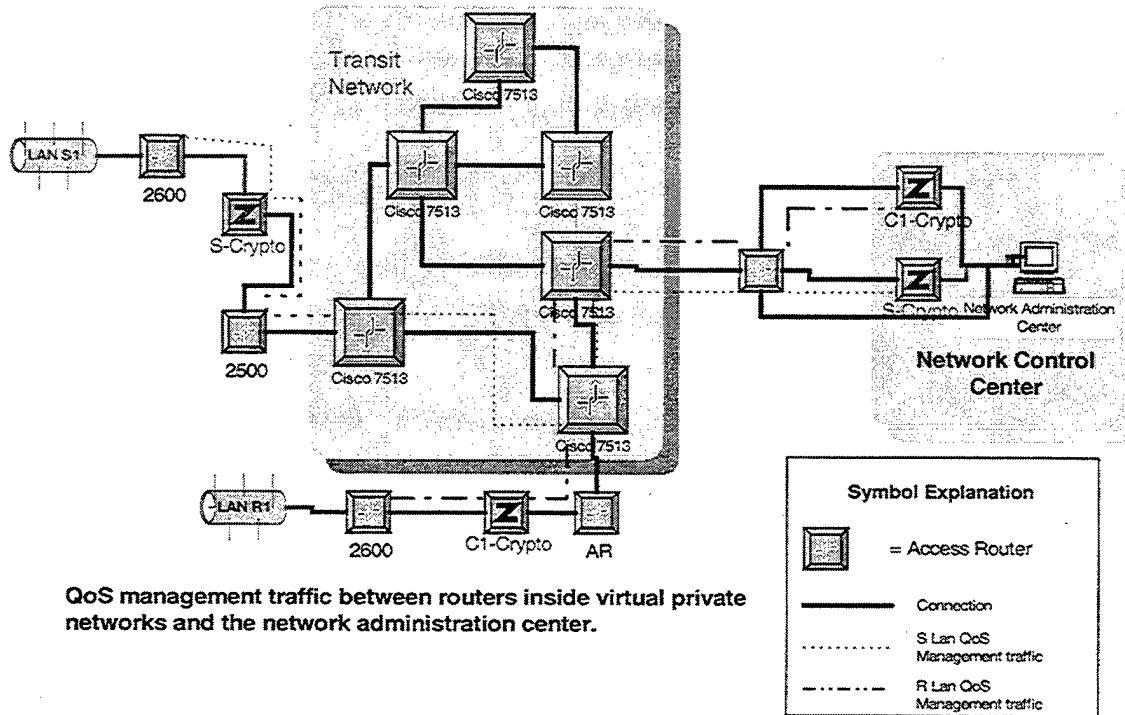 Transit
Network
Cisco 7513
LAN S1
2600
Cisco 7513
Cisco 7513
S-Crypto
C1-Crypto
2500
Cisco 7513
Cisco 7513
S-Crypto
Network Administration
Center
Network Control
Center
Cisco 7513
LAN R1
2600
C1-Crypto
AR
QoS management traffic between routers inside virtual private
networks and the network administration center.
Symbol Explanation
= Access Router
Connection
S Lan QoS
Management traffic
R Lan QoS
Management traffic